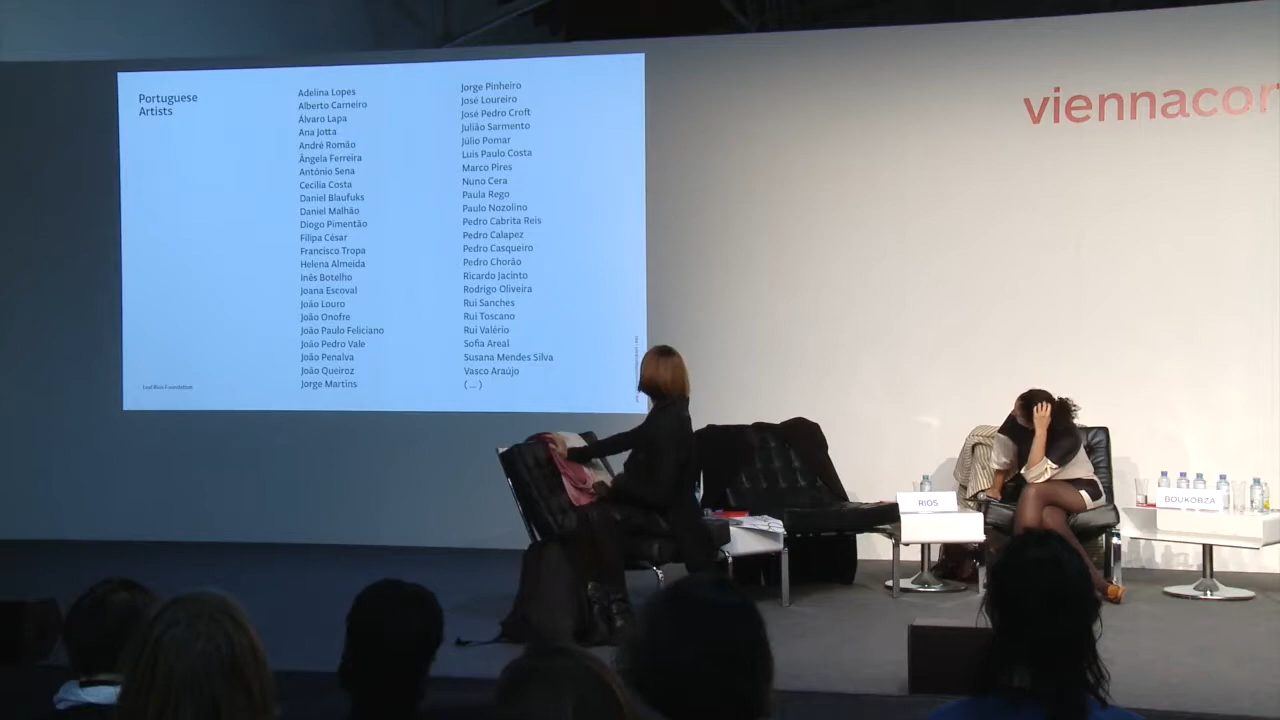 Portuguese
Artists
Adelina Lopes
Alberto Carneiro
Álvaro Lapa
Ana Jotta
André Romão
Ângela Ferreira
António Sena
Cecília Costa
Daniel Blaufuks
Daniel Malhão
Diogo Pimentão
Filipa César
Francisco Tropa
Helena Almeida
Inês Botelho
Joana Escoval
João Louro
João Onofre
João Paulo Feliciano
João Pedro Vale
João Penalva
João Queiroz
Jorge Martins
Jorge Pinheiro
José Loureiro
José Pedro Croft
Julião Sarmento
Júlio Pomar
Luís Paulo Costa
Marco Pires
Nuno Cera
Paula Rego
Paulo Nozolino
Pedro Cabrita Reis
Pedro Calapez
Pedro Casqueiro
Pedro Chorão
Ricardo Jacinto
Rodrigo Oliveira
Rui Sanches
Rui Toscano
Rui Valério
Sofia Areal
Susana Mendes Silva
Vasco Araújo
( ... )
Leal Rios Foundation
viennacon
RIOS
BOUKOBZA